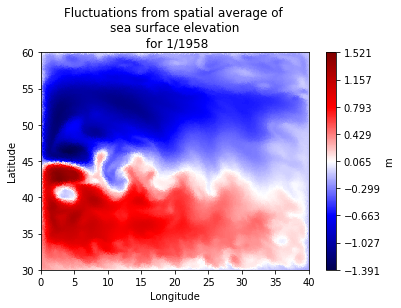 Fluctuations from spatial average of
sea surface elevation
for 1/1958
60
55
50
45
40
35
30
Latitude
0 5 10 15 20 25 30 35 40
Longitude
1.521
1.157
0.793
0.429
0.065
−0.299
−0.663
−1.027
−1.391
m